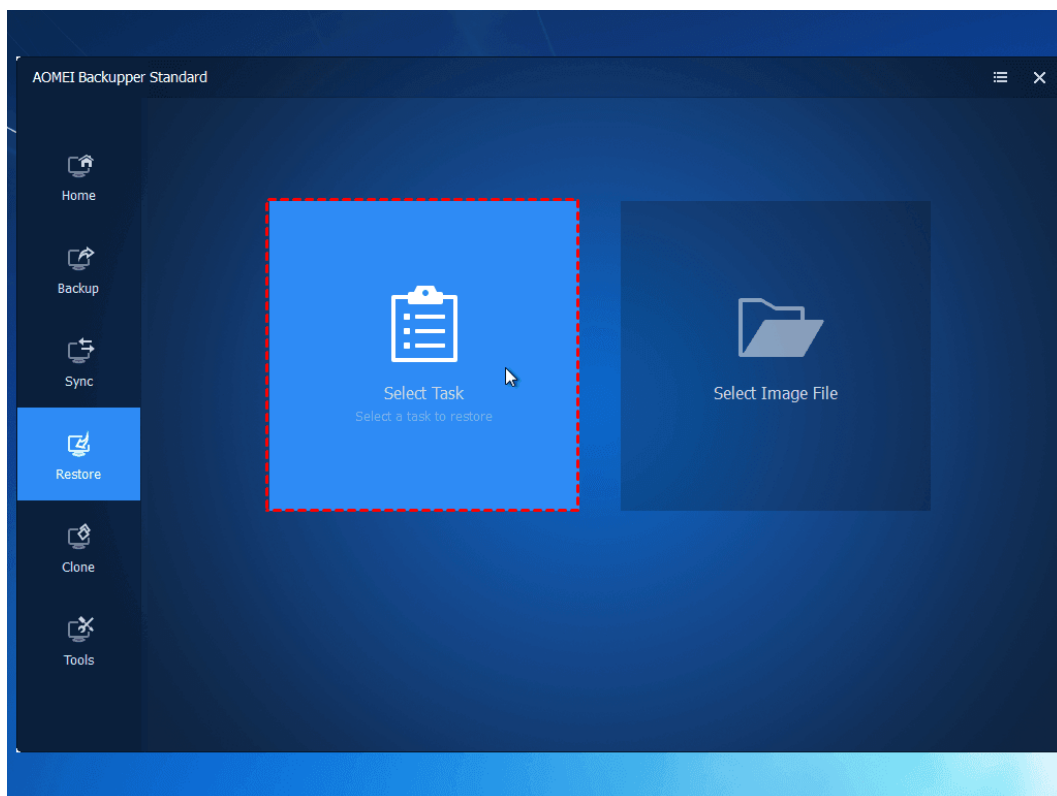 AOMEI Backupper Standard
Home
Backup
Sync
Restore
Clone
Tools
Select Task
Select a task to restore
Select Image File